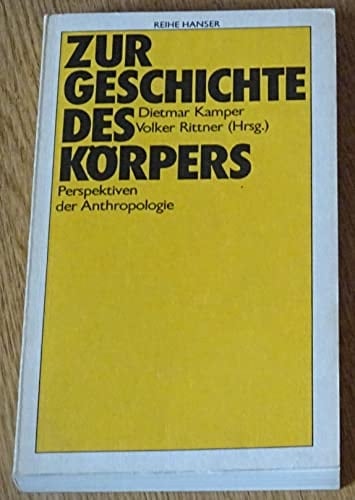 REIHE HANSER
ZUR
GESCHICHTE
DES Dietmar Kamper
Volker Rittner (Hrsg.)
KÖRPERS
Perspektiven
der Anthropologie